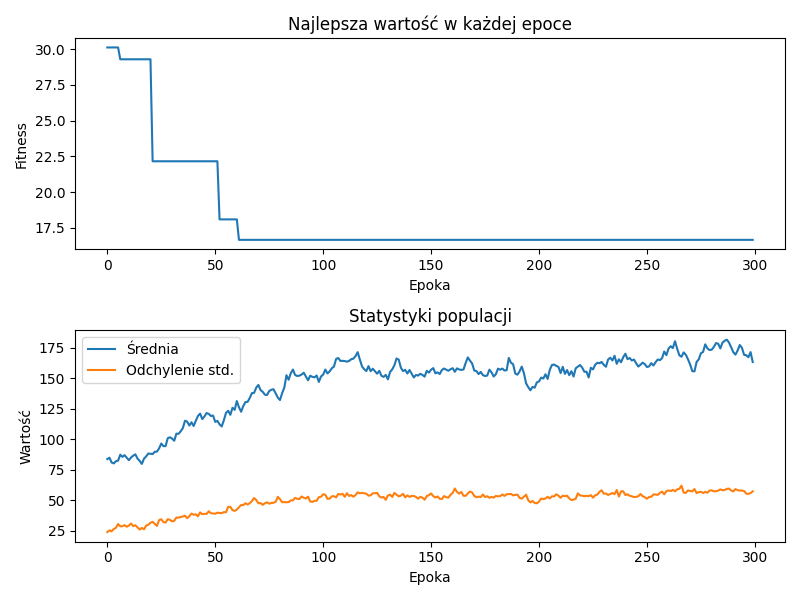 Najlepsza wartość w każdej epoce
30.0
27.5
25.0
22.5
20.0
17.5
Fitness
0 50 100 150 200 250 300
Epoka
Statystyki populacji
175
150
125
100
75
50
25
Wartość
Średnia
Odchylenie std.
0 50 100 150 200 250 300
Epoka